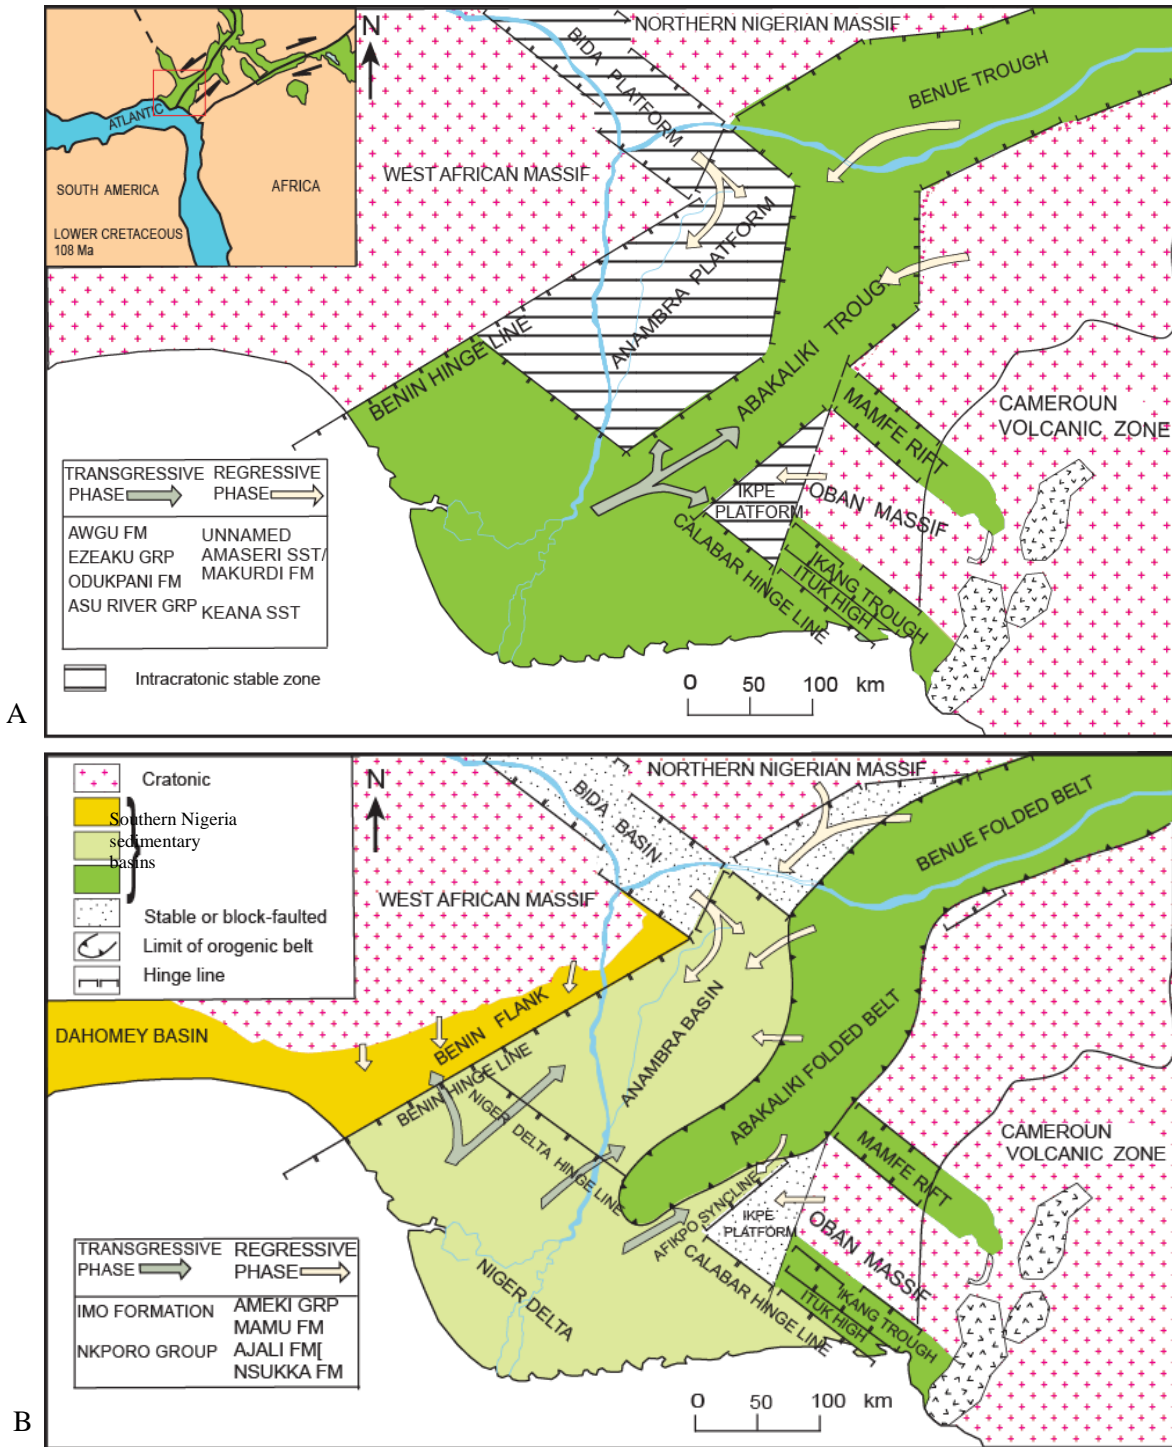 N
NORTHERN NIGERIAN MASSIF
BIDA PLATFORM
BENUE TROUGH
ATLANTIC
SOUTH AMERICA
AFRICA
LOWER CRETACEOUS
108 Ma
WEST AFRICAN MASSIF
ANAMBRA PLATFORM
ABAKALIKI TROUGH
BENIN HINGE LINE
MAMFE RIFT
CAMEROUN
VOLCANIC ZONE
IKPE
PLATFORM
OBAN MASSIF
CALABAR HINGE LINE
IKANG TROUGH
ITUK HIGH
TRANSGRESSIVE
PHASE
REGRESSIVE
PHASE
AWGU FM
EZEAKU GRP
ODUKPANI FM
ASU RIVER GRP
UNNAMED
AMASERI SST/
MAKURDI FM
KEANA SST
Intracratonic stable zone
0 50 100 km
A
Cratonic
Southern Nigeria
sedimentary
basins
Stable or block-faulted
Limit of orogenic belt
Hinge line
N
NORTHERN NIGERIAN MASSIF
BIDA BASIN
BENUE FOLDED BELT
WEST AFRICAN MASSIF
DAHOMEY BASIN
BENIN FLANK
BENIN HINGE LINE
ANAMBRA BASIN
NIGER DELTA HINGE LINE
ABAKALIKI FOLDED BELT
MAMFE RIFT
CAMEROUN
VOLCANIC ZONE
AFIKPO SYNCLINE
IKPE
PLATFORM
OBAN MASSIF
CALABAR HINGE LINE
IKANG TROUGH
ITUK HIGH
NIGER DELTA
TRANSGRESSIVE
PHASE
REGRESSIVE
PHASE
IMO FORMATION
NKPORO GROUP
AMEKI GRP
MAMU FM
AJALI FM[
NSUKKA FM
0 50 100 km
B